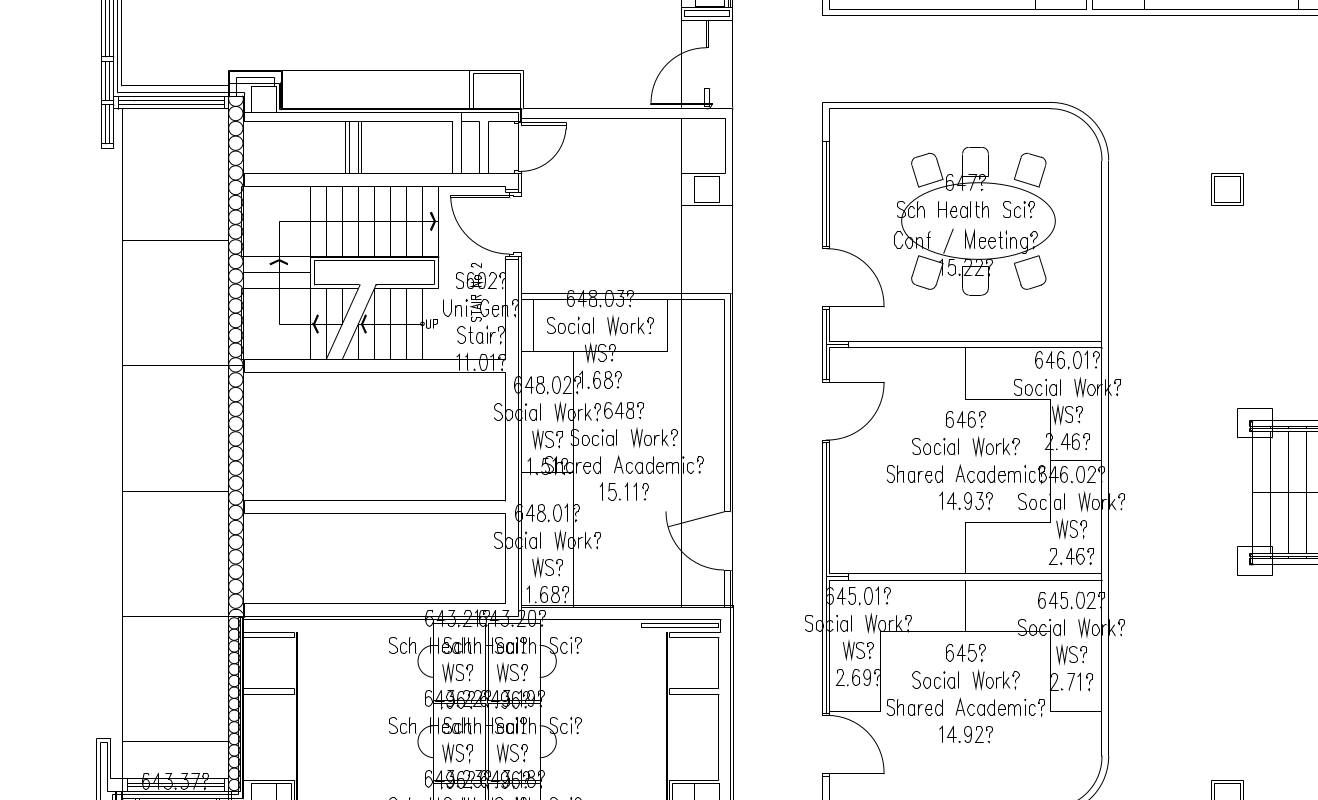 647?
Sch Health Sci?
Conf / Meeting?
15.22?
S602?
Uni Gen?
Stair?
11.01?
STAIR No 2
UP
648.03?
Social Work?
WS?
1.68?
648.02?
Social Work?
WS?
1.51?
648?
Social Work?
Shared Academic?
15.11?
648.01?
Social Work?
WS?
1.68?
646.01?
Social Work?
WS?
2.46?
646?
Social Work?
Shared Academic?
14.93?
646.02?
Social Work?
WS?
2.46?
645.01?
Social Work?
WS?
2.69?
645.02?
Social Work?
WS?
2.71?
645?
Social Work?
Shared Academic?
14.92?
643.21?
Sch Health Sci?
WS?
643.20?
Sch Health Sci?
WS?
Sch Health Sci?
WS?
Sch Health Sci?
WS?
643.37?